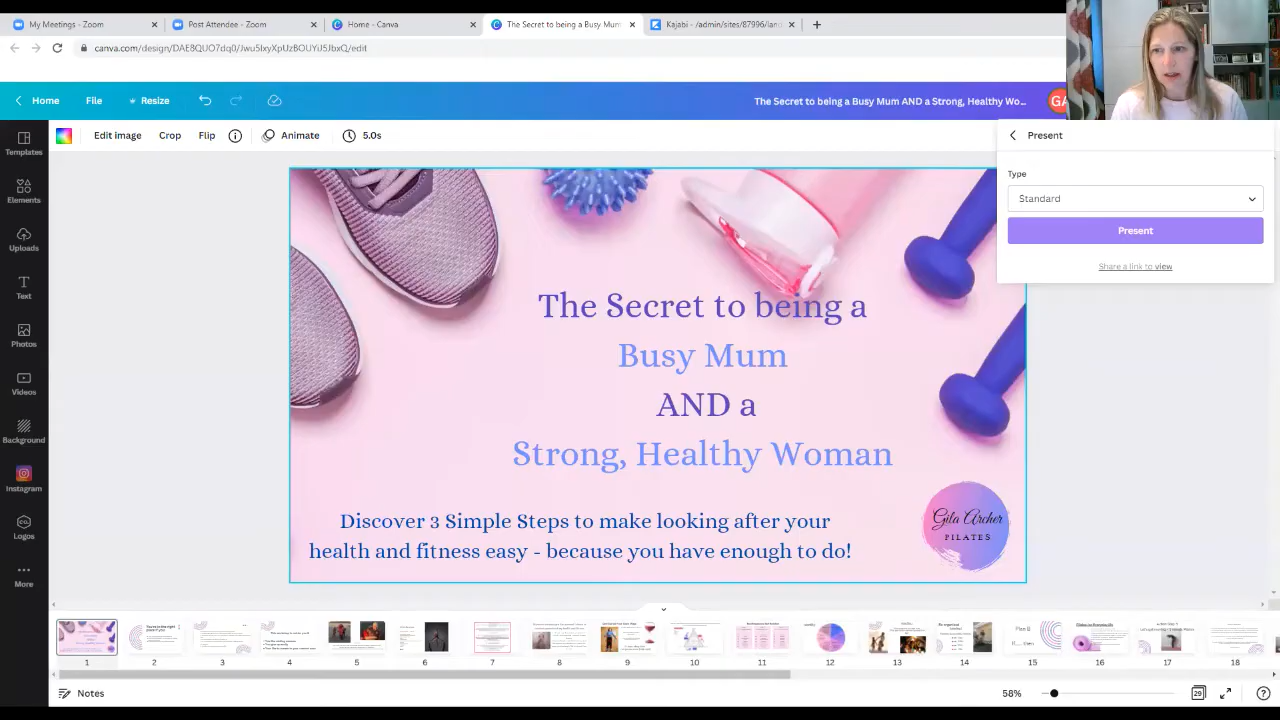 My Meetings - Zoom
Post Attendee - Zoom
Home - Canva
The Secret to being a Busy Mum
Kajabi - /admin/sites/87996/lan
canva.com/design/DAE8QUO7dq0/Jwu5IxyXpUzBOUYiJ5JbxQ/edit
Home
File
Resize
The Secret to being a Busy Mum AND a Strong, Healthy Wo...
GA
Edit image
Crop
Flip
Animate
5.0s
Present
Type
Standard
Present
Share a link to view
Templates
Elements
Uploads
Text
Photos
Videos
Background
Instagram
Logos
More
The Secret to being a
Busy Mum
AND a
Strong, Healthy Woman
Discover 3 Simple Steps to make looking after your
health and fitness easy - because you have enough to do!
Gila Archer
PILATES
1 2 3 4 5 6 7 8 9 10 11 12 13 14 15 16 17 18
Notes
58%
29